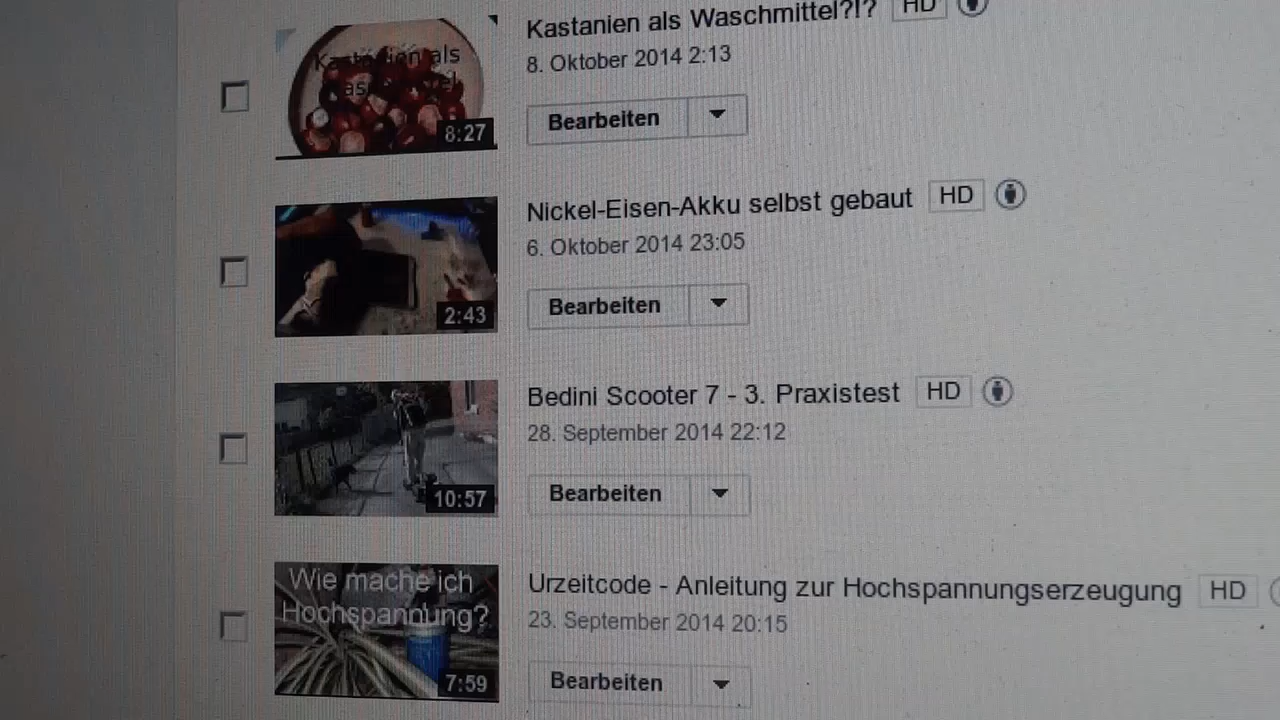 Kastanien als Waschmittel?!? HD
8. Oktober 2014 2:13
Kastanien als
8:27
Bearbeiten
Nickel-Eisen-Akku selbst gebaut HD
6. Oktober 2014 23:05
2:43
Bearbeiten
Bedini Scooter 7 - 3. Praxistest HD
28. September 2014 22:12
10:57
Bearbeiten
Urzeitcode - Anleitung zur Hochspannungserzeugung HD
23. September 2014 20:15
Wie mache ich
Hochspannung?
7:59
Bearbeiten